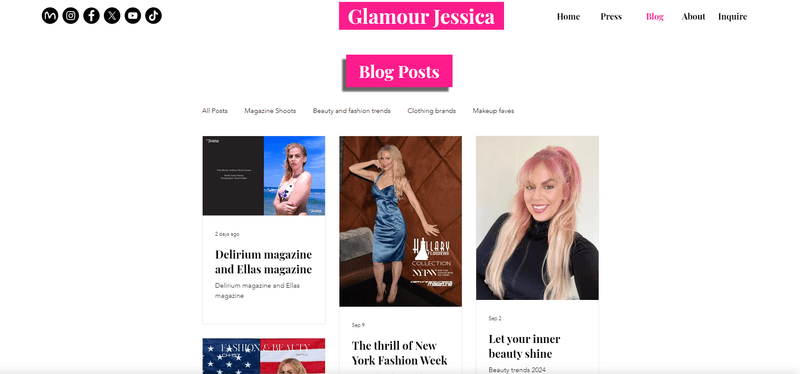 Glamour Jessica
Home Press Blog About Inquire
Blog Posts
All Posts Magazine Shoots Beauty and fashion trends Clothing brands Makeup faves
2 days ago
Delirium magazine
and Ellas magazine
Delirium magazine and Ellas
magazine
FASHION & BEAUTY
HILLARY
COLLECTION
NYFW
Sep 9
The thrill of New
York Fashion Week
Sep 2
Let your inner
beauty shine
Beauty trends 2024